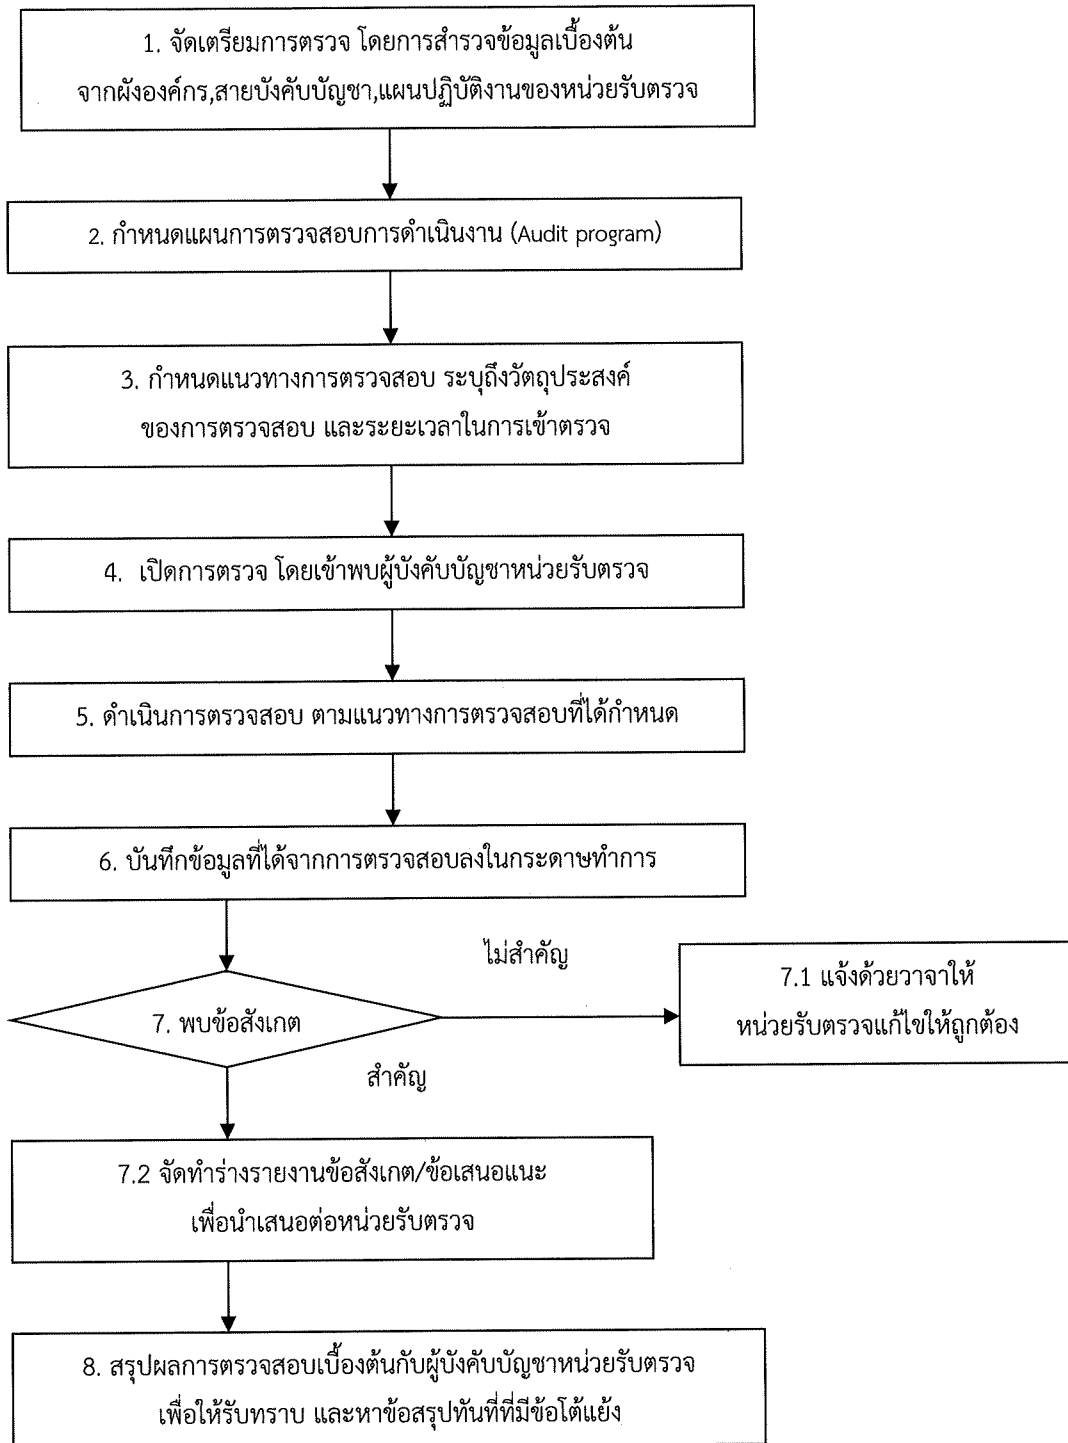 1. จัดเตรียมการตรวจ โดยการสำรวจข้อมูลเบื้องต้น
จากผังองค์กร,สายบังคับบัญชา,แผนปฏิบัติงานของหน่วยรับตรวจ
2. กำหนดแผนการตรวจสอบการดำเนินงาน (Audit program)
3. กำหนดแนวทางการตรวจสอบ ระบุถึงวัตถุประสงค์
ของการตรวจสอบ และระยะเวลาในการเข้าตรวจ
4. เปิดการตรวจ โดยเข้าพบผู้บังคับบัญชาหน่วยรับตรวจ
5. ดำเนินการตรวจสอบ ตามแนวทางการตรวจสอบที่ได้กำหนด
6. บันทึกข้อมูลที่ได้จากการตรวจสอบลงในกระดาษทำการ
ไม่สำคัญ
7. พบข้อสังเกต
7.1 แจ้งด้วยวาจาให้
หน่วยรับตรวจแก้ไขให้ถูกต้อง
สำคัญ
7.2 จัดทำร่างรายงานข้อสังเกต/ข้อเสนอแนะ
เพื่อนำเสนอต่อหน่วยรับตรวจ
8. สรุปผลการตรวจสอบเบื้องต้นกับผู้บังคับบัญชาหน่วยรับตรวจ
เพื่อให้รับทราบ และหาข้อสรุปทันทีที่มีข้อโต้แย้ง